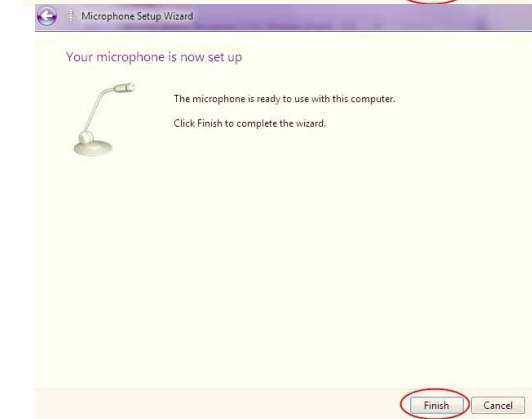 Microphone Setup Wizard
Your microphone is now set up
The microphone is ready to use with this computer.
Click Finish to complete the wizard.
Finish Cancel